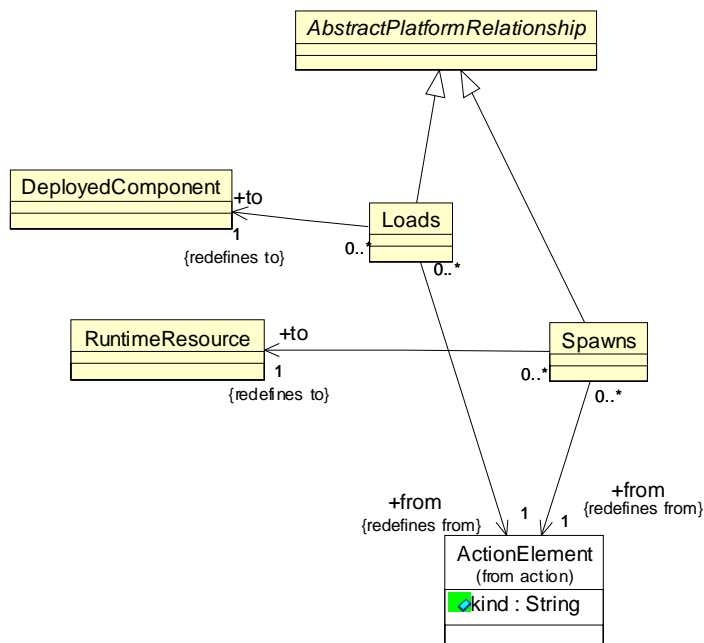 AbstractPlatformRelationship
DeployedComponent
+to
1
{redefines to}
Loads
0..*
0..*
RuntimeResource
+to
1
{redefines to}
Spawns
0..*
0..*
+from
{redefines from}
1
+from
{redefines from}
1
ActionElement
(from action)
kind : String